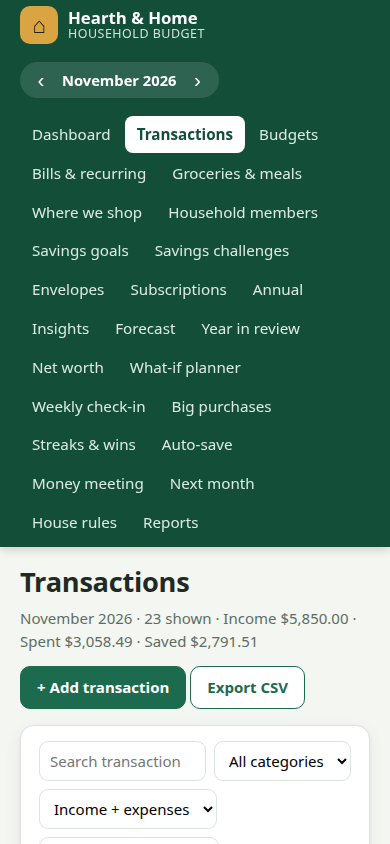 Hearth & Home
HOUSEHOLD BUDGET
‹ November 2026 ›
Dashboard Transactions Budgets
Bills & recurring Groceries & meals
Where we shop Household members
Savings goals Savings challenges
Envelopes Subscriptions Annual
Insights Forecast Year in review
Net worth What-if planner
Weekly check-in Big purchases
Streaks & wins Auto-save
Money meeting Next month
House rules Reports
Transactions
November 2026 · 23 shown · Income $5,850.00 ·
Spent $3,058.49 · Saved $2,791.51
+ Add transaction Export CSV
Search transaction All categories
Income + expenses